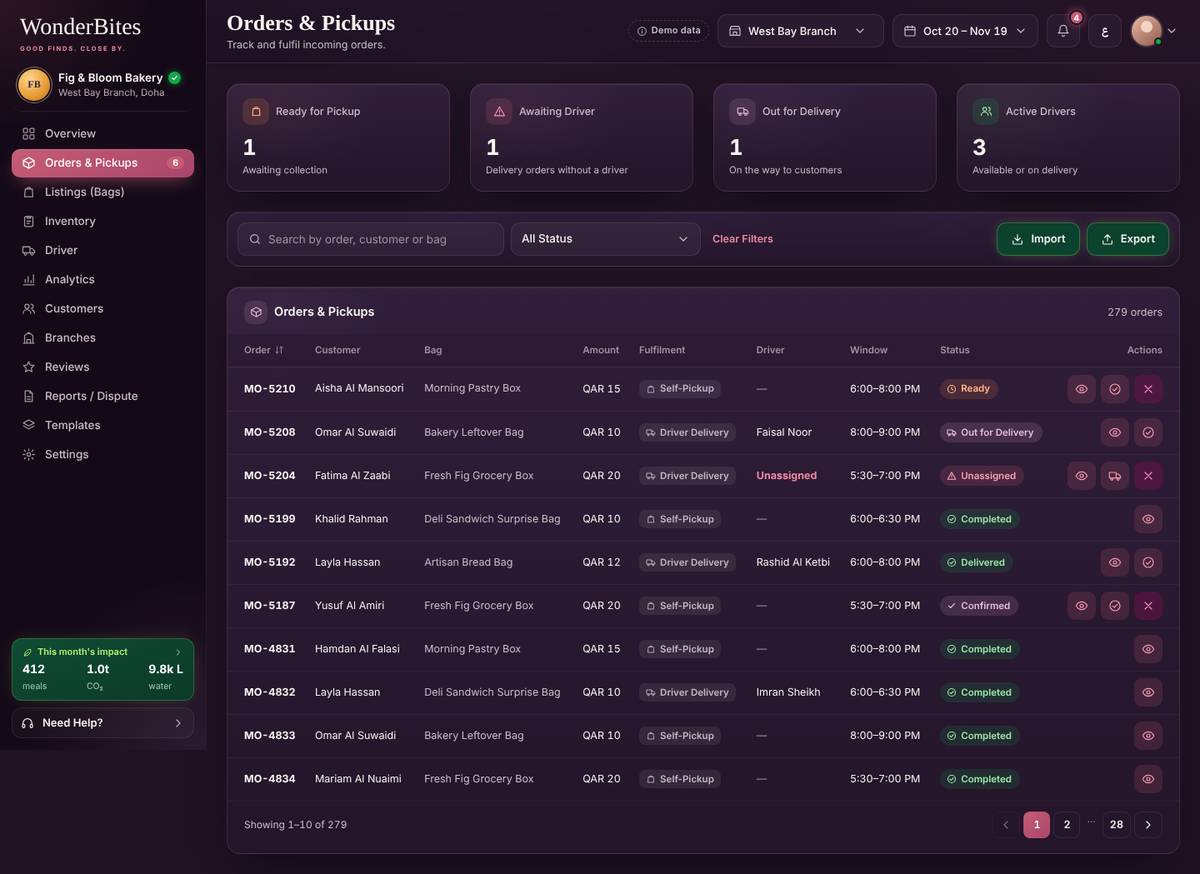 WonderBites
GOOD FINDS. CLOSE BY.
FB
Fig & Bloom Bakery
West Bay Branch, Doha
Overview
Orders & Pickups 6
Listings (Bags)
Inventory
Driver
Analytics
Customers
Branches
Reviews
Reports / Dispute
Templates
Settings
This month's impact
412 1.0t 9.8k L
meals CO₂ water
Need Help?
Orders & Pickups
Track and fulfil incoming orders.
Demo data
West Bay Branch
Oct 20 – Nov 19
4
ع
Ready for Pickup
1
Awaiting collection
Awaiting Driver
1
Delivery orders without a driver
Out for Delivery
1
On the way to customers
Active Drivers
3
Available or on delivery
Search by order, customer or bag
All Status
Clear Filters
Import
Export
Orders & Pickups
279 orders
Order Customer Bag Amount Fulfilment Driver Window Status Actions
MO-5210 Aisha Al Mansoori Morning Pastry Box QAR 15 Self-Pickup — 6:00–8:00 PM Ready
MO-5208 Omar Al Suwaidi Bakery Leftover Bag QAR 10 Driver Delivery Faisal Noor 8:00–9:00 PM Out for Delivery
MO-5204 Fatima Al Zaabi Fresh Fig Grocery Box QAR 20 Driver Delivery Unassigned 5:30–7:00 PM Unassigned
MO-5199 Khalid Rahman Deli Sandwich Surprise Bag QAR 10 Self-Pickup — 6:00–6:30 PM Completed
MO-5192 Layla Hassan Artisan Bread Bag QAR 12 Driver Delivery Rashid Al Ketbi 6:00–8:00 PM Delivered
MO-5187 Yusuf Al Amiri Fresh Fig Grocery Box QAR 20 Self-Pickup — 5:30–7:00 PM Confirmed
MO-4831 Hamdan Al Falasi Morning Pastry Box QAR 15 Self-Pickup — 6:00–8:00 PM Completed
MO-4832 Layla Hassan Deli Sandwich Surprise Bag QAR 10 Driver Delivery Imran Sheikh 6:00–6:30 PM Completed
MO-4833 Omar Al Suwaidi Bakery Leftover Bag QAR 10 Self-Pickup — 8:00–9:00 PM Completed
MO-4834 Mariam Al Nuaimi Fresh Fig Grocery Box QAR 20 Self-Pickup — 5:30–7:00 PM Completed
Showing 1–10 of 279
1 2 … 28